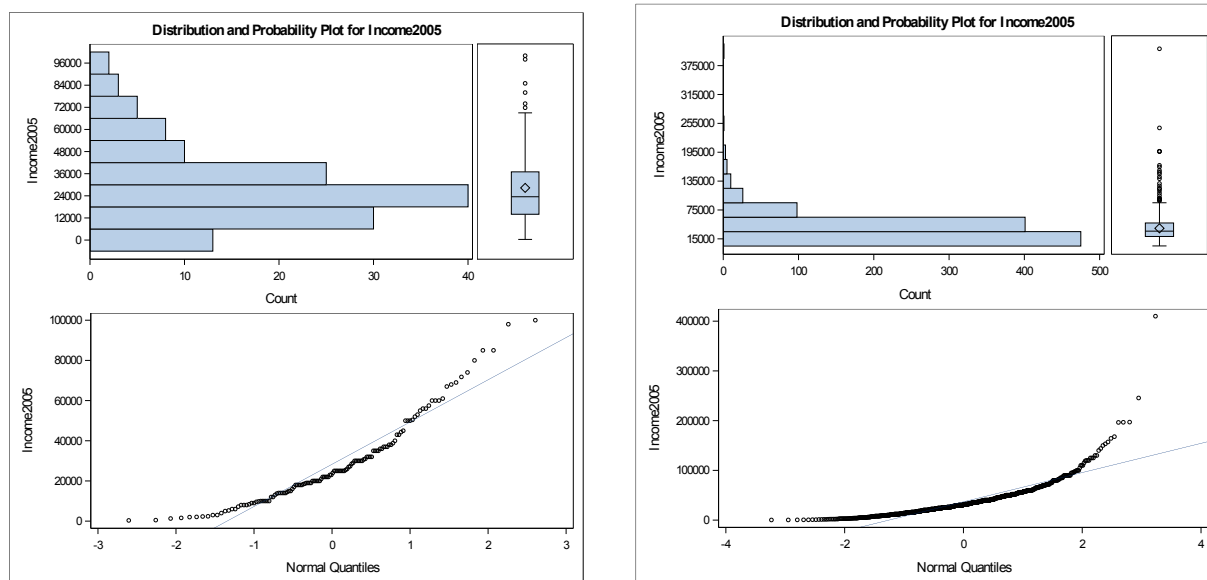 Distribution and Probability Plot for Income2005
96000
84000
72000
60000
48000
36000
24000
12000
0
Income2005
0 10 20 30 40
Count
100000
80000
60000
40000
20000
0
Income2005
-3 -2 -1 0 1 2 3
Normal Quantiles
Distribution and Probability Plot for Income2005
375000
315000
255000
195000
135000
75000
15000
Income2005
0 100 200 300 400 500
Count
400000
300000
200000
100000
0
Income2005
-4 -2 0 2 4
Normal Quantiles